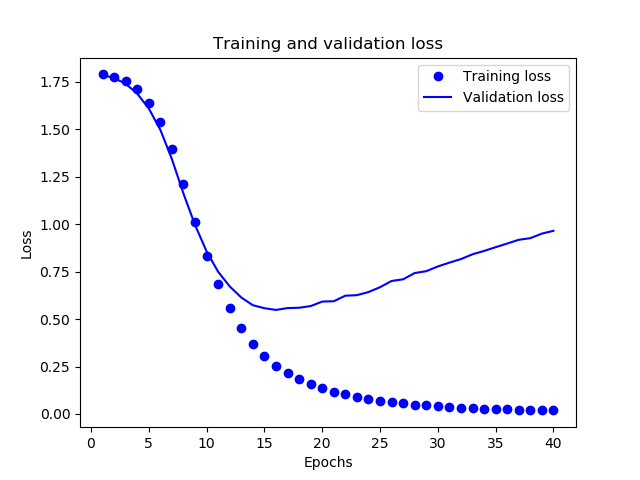 Training and validation loss
Training loss
Validation loss
Loss
1.75
1.50
1.25
1.00
0.75
0.50
0.25
0.00
0 5 10 15 20 25 30 35 40
Epochs